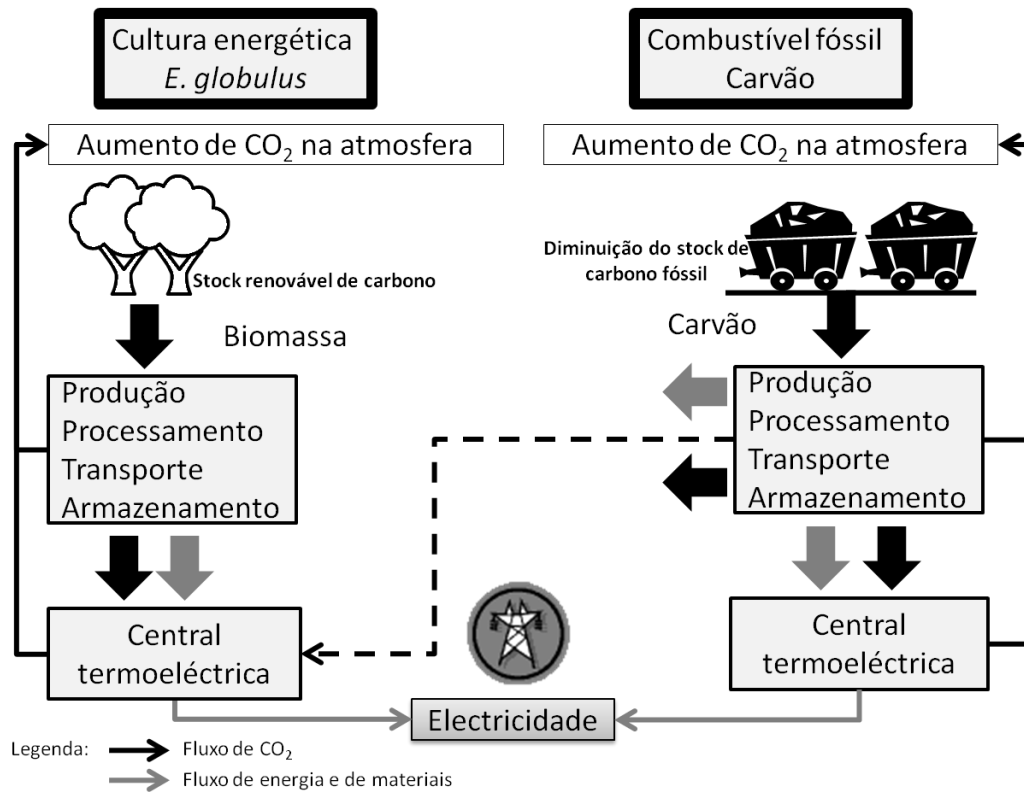 Cultura energética
E. globulus
Combustível fóssil
Carvão
Aumento de CO₂ na atmosfera
Aumento de CO₂ na atmosfera
Stock renovável de carbono
Diminuição do stock de
carbono fóssil
Biomassa
Carvão
Produção
Processamento
Transporte
Armazenamento
Produção
Processamento
Transporte
Armazenamento
Central
termoeléctrica
Central
termoeléctrica
Electricidade
Legenda:
Fluxo de CO₂
Fluxo de energia e de materiais